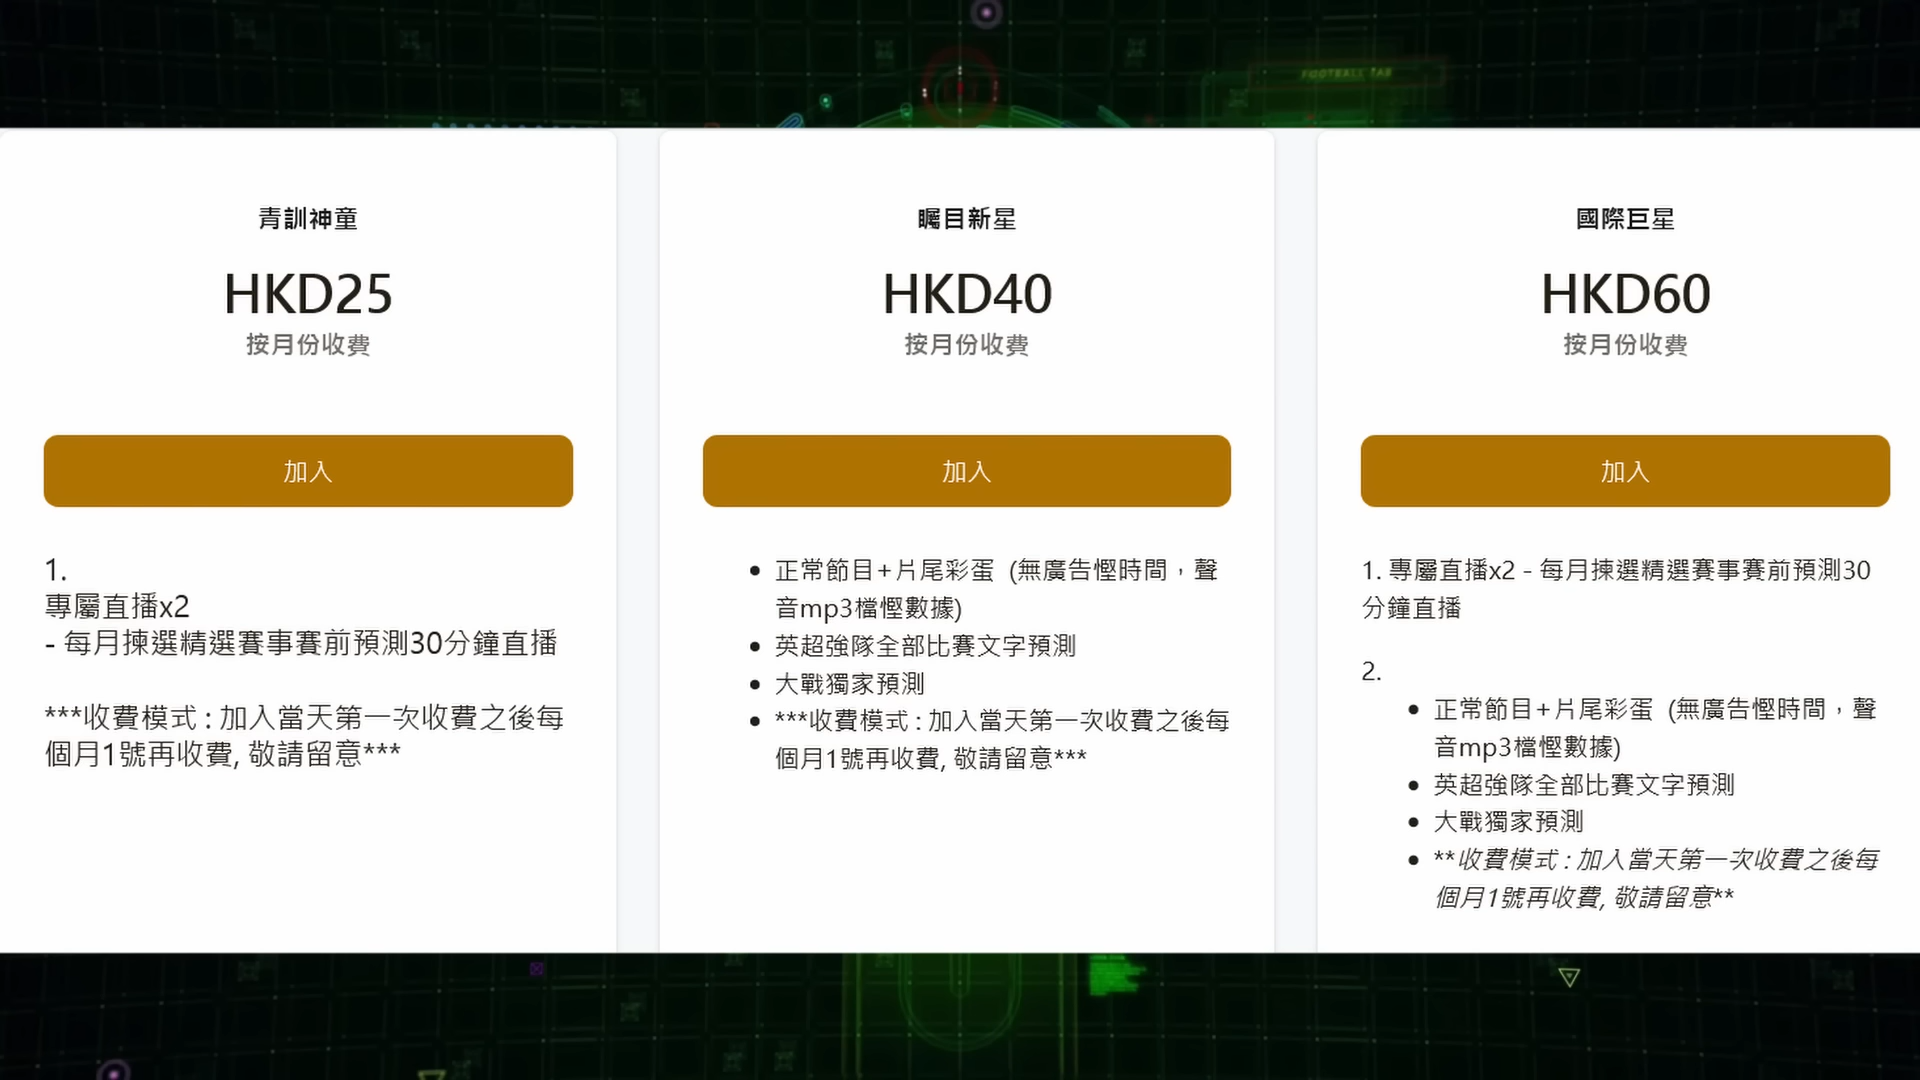 FOOTBALL TAB
青訓神童
HKD25
按月份收費
加入
1.
專屬直播x2
- 每月揀選精選賽事賽前預測30分鐘直播
***收費模式 : 加入當天第一次收費之後每
個月1號再收費, 敬請留意***
矚目新星
HKD40
按月份收費
加入
• 正常節目+片尾彩蛋 (無廣告慳時間，聲
音mp3檔慳數據)
• 英超強隊全部比賽文字預測
• 大戰獨家預測
• ***收費模式 : 加入當天第一次收費之後每
個月1號再收費, 敬請留意***
國際巨星
HKD60
按月份收費
加入
1. 專屬直播x2 - 每月揀選精選賽事賽前預測30
分鐘直播
2.
• 正常節目+片尾彩蛋 (無廣告慳時間，聲
音mp3檔慳數據)
• 英超強隊全部比賽文字預測
• 大戰獨家預測
• **收費模式 : 加入當天第一次收費之後每
個月1號再收費, 敬請留意**